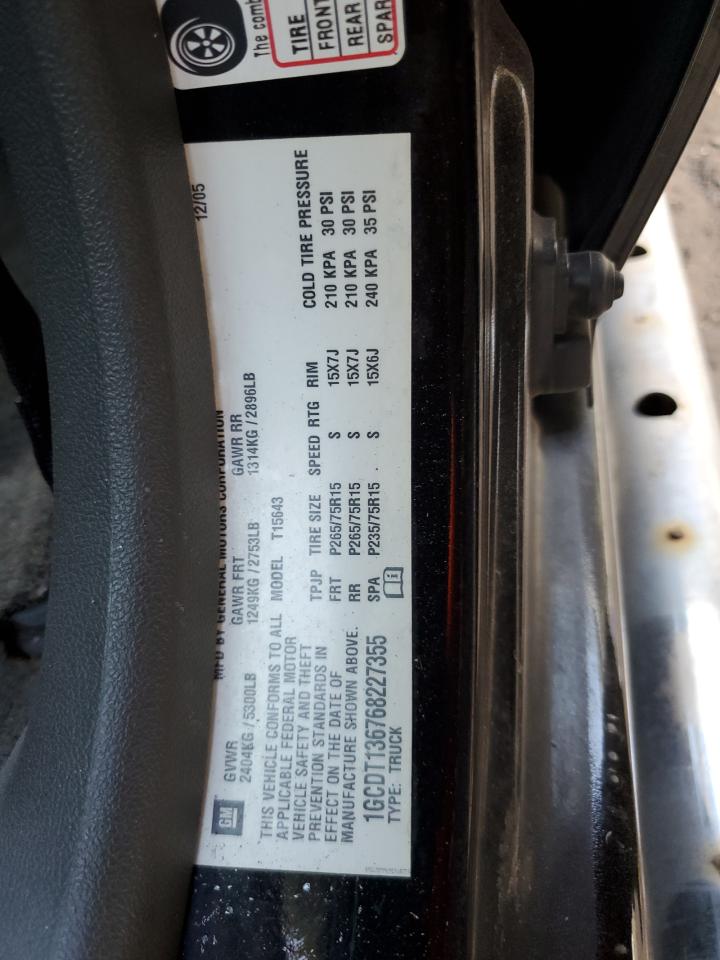 The comb
TIRE
FRONT
REAR
SPAR
12/05
GM
MFD BY GENERAL MOTORS CORPORATION
GVWR GAWR FRT GAWR RR
2404KG / 5300LB 1249KG / 2753LB 1314KG / 2896LB
THIS VEHICLE CONFORMS TO ALL MODEL T15643
APPLICABLE FEDERAL MOTOR
VEHICLE SAFETY AND THEFT
PREVENTION STANDARDS IN
EFFECT ON THE DATE OF
MANUFACTURE SHOWN ABOVE.
1GCDT136768227355
TYPE: TRUCK
TPJP TIRE SIZE SPEED RTG RIM COLD TIRE PRESSURE
FRT P265/75R15 S 15X7J 210 KPA 30 PSI
RR P265/75R15 S 15X7J 210 KPA 30 PSI
SPA P235/75R15 S 15X6J 240 KPA 35 PSI